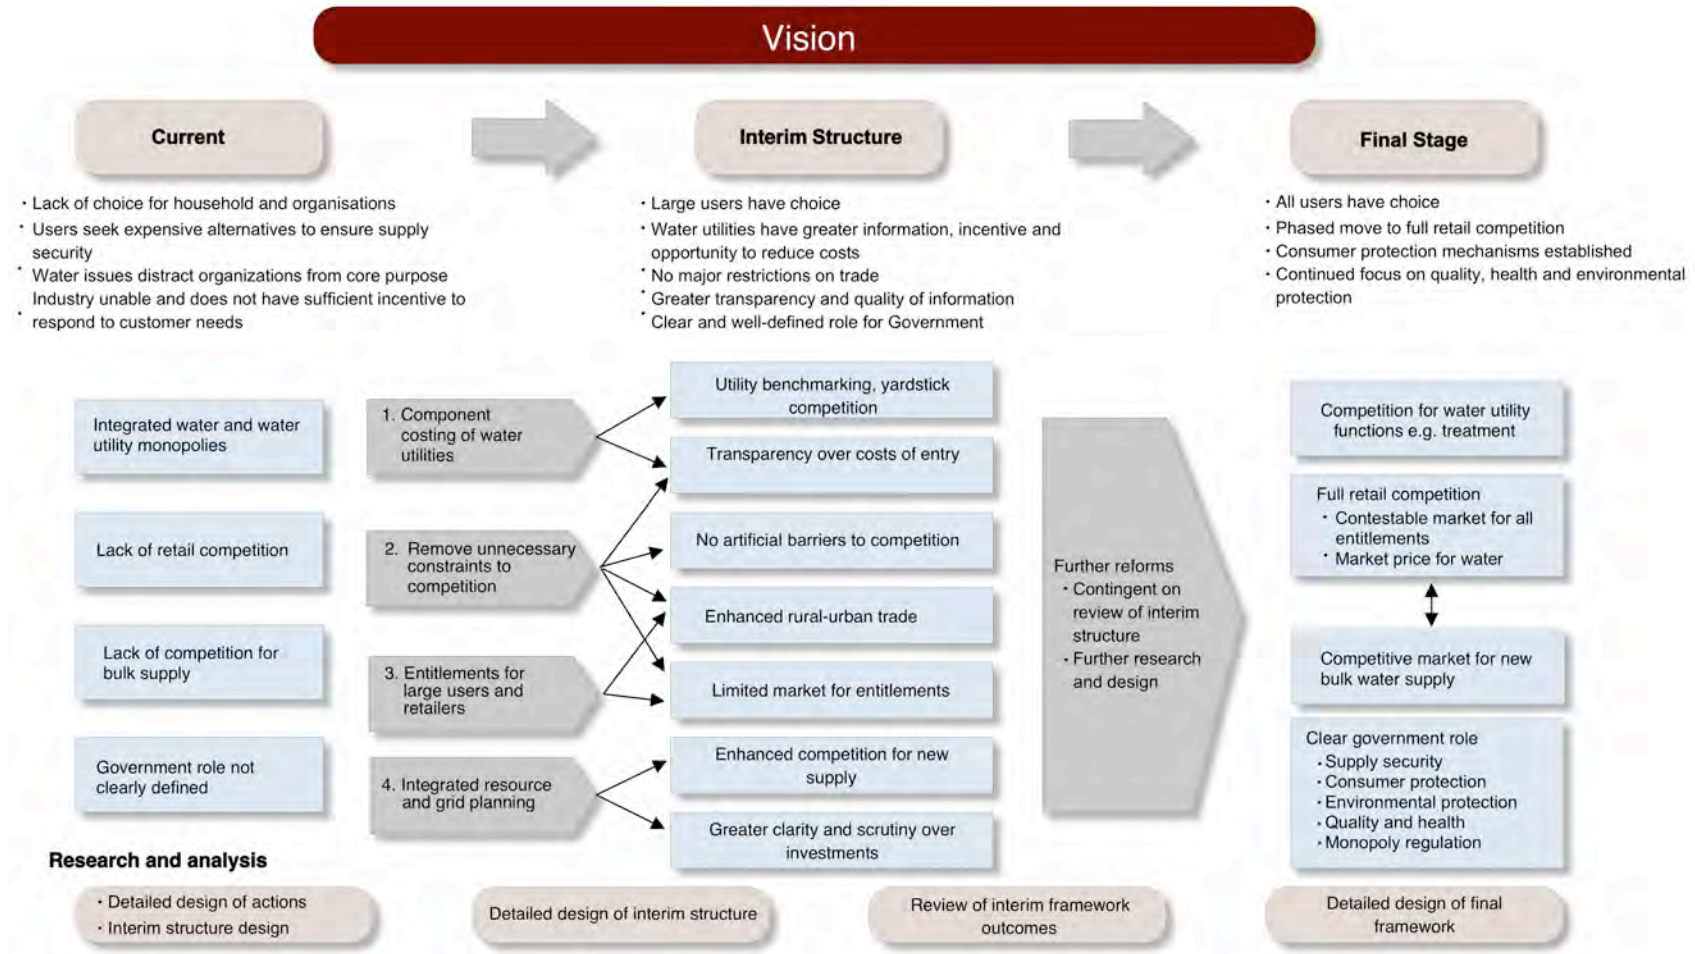 Vision
Current
Interim Structure
Final Stage
· Lack of choice for household and organisations
· Users seek expensive alternatives to ensure supply
security
· Water issues distract organizations from core purpose
Industry unable and does not have sufficient incentive to
· respond to customer needs
· Large users have choice
· Water utilities have greater information, incentive and
opportunity to reduce costs
· No major restrictions on trade
· Greater transparency and quality of information
· Clear and well-defined role for Government
· All users have choice
· Phased move to full retail competition
· Consumer protection mechanisms established
· Continued focus on quality, health and environmental
protection
Integrated water and water
utility monopolies
Lack of retail competition
Lack of competition for
bulk supply
Government role not
clearly defined
1. Component
costing of water
utilities
2. Remove unnecessary
constraints to
competition
3. Entitlements for
large users and
retailers
4. Integrated resource
and grid planning
Utility benchmarking, yardstick
competition
Transparency over costs of entry
No artificial barriers to competition
Enhanced rural-urban trade
Limited market for entitlements
Enhanced competition for new
supply
Greater clarity and scrutiny over
investments
Further reforms
· Contingent on
review of interim
structure
· Further research
and design
Competition for water utility
functions e.g. treatment
Full retail competition
· Contestable market for all
entitlements
· Market price for water
Competitive market for new
bulk water supply
Clear government role
· Supply security
· Consumer protection
· Environmental protection
· Quality and health
· Monopoly regulation
Research and analysis
· Detailed design of actions
· Interim structure design
Detailed design of interim structure
Review of interim framework
outcomes
Detailed design of final
framework